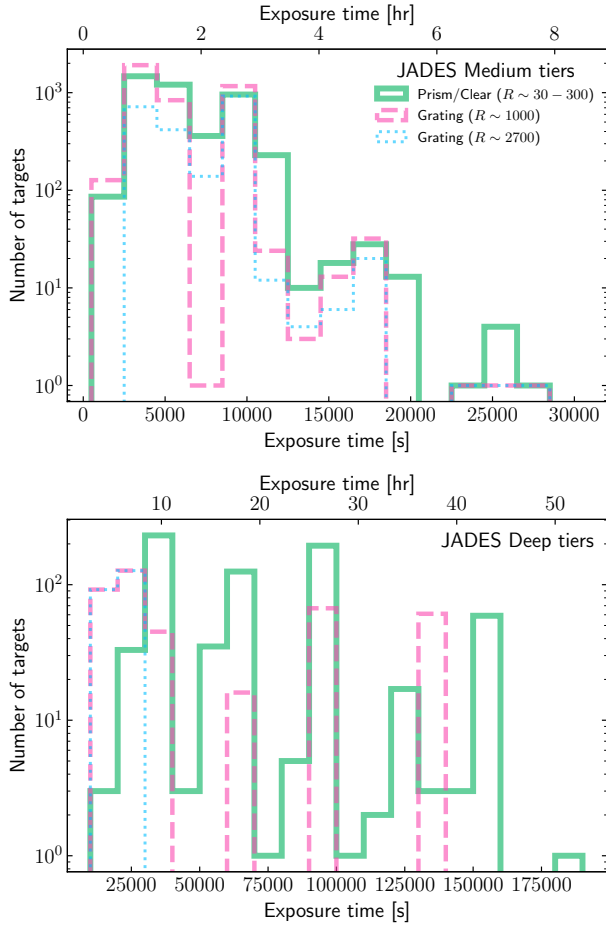 Exposure time [hr]
0 2 4 6 8
JADES Medium tiers
Prism/Clear (R ∼ 30 − 300)
Grating (R ∼ 1000)
Grating (R ∼ 2700)
Number of targets
10^3
10^2
10^1
10^0
0 5000 10000 15000 20000 25000 30000
Exposure time [s]
Exposure time [hr]
10 20 30 40 50
JADES Deep tiers
Number of targets
10^2
10^1
10^0
25000 50000 75000 100000 125000 150000 175000
Exposure time [s]